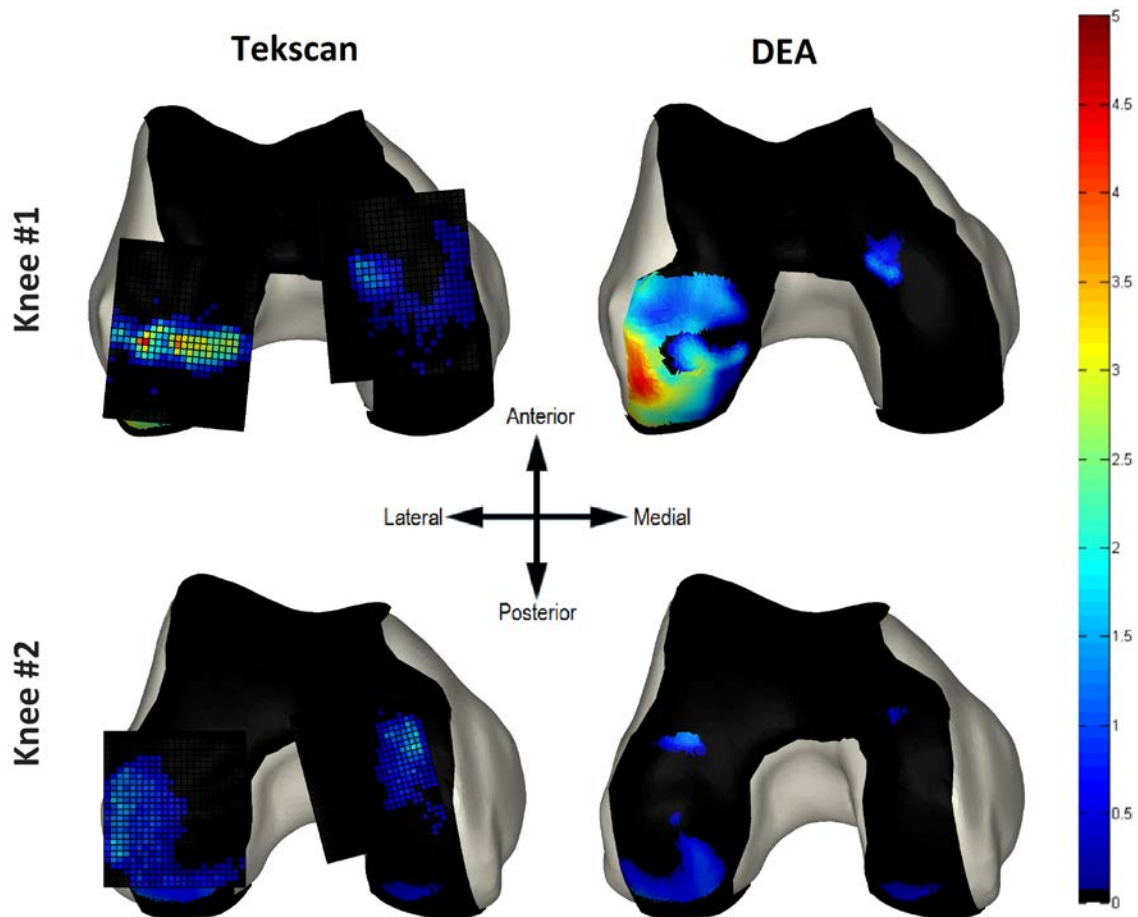 Tekscan
DEA
Knee #1
Anterior
Lateral
Medial
Posterior
Knee #2
5
4.5
4
3.5
3
2.5
2
1.5
1
0.5
0